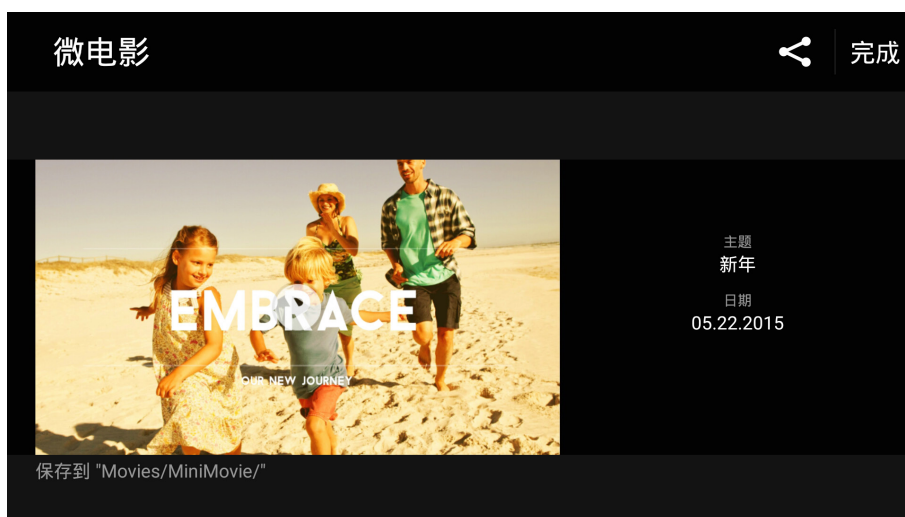 微电影
完成
EMBRACE
OUR NEW JOURNEY
主题
新年
日期
05.22.2015
保存到 "Movies/MiniMovie/"